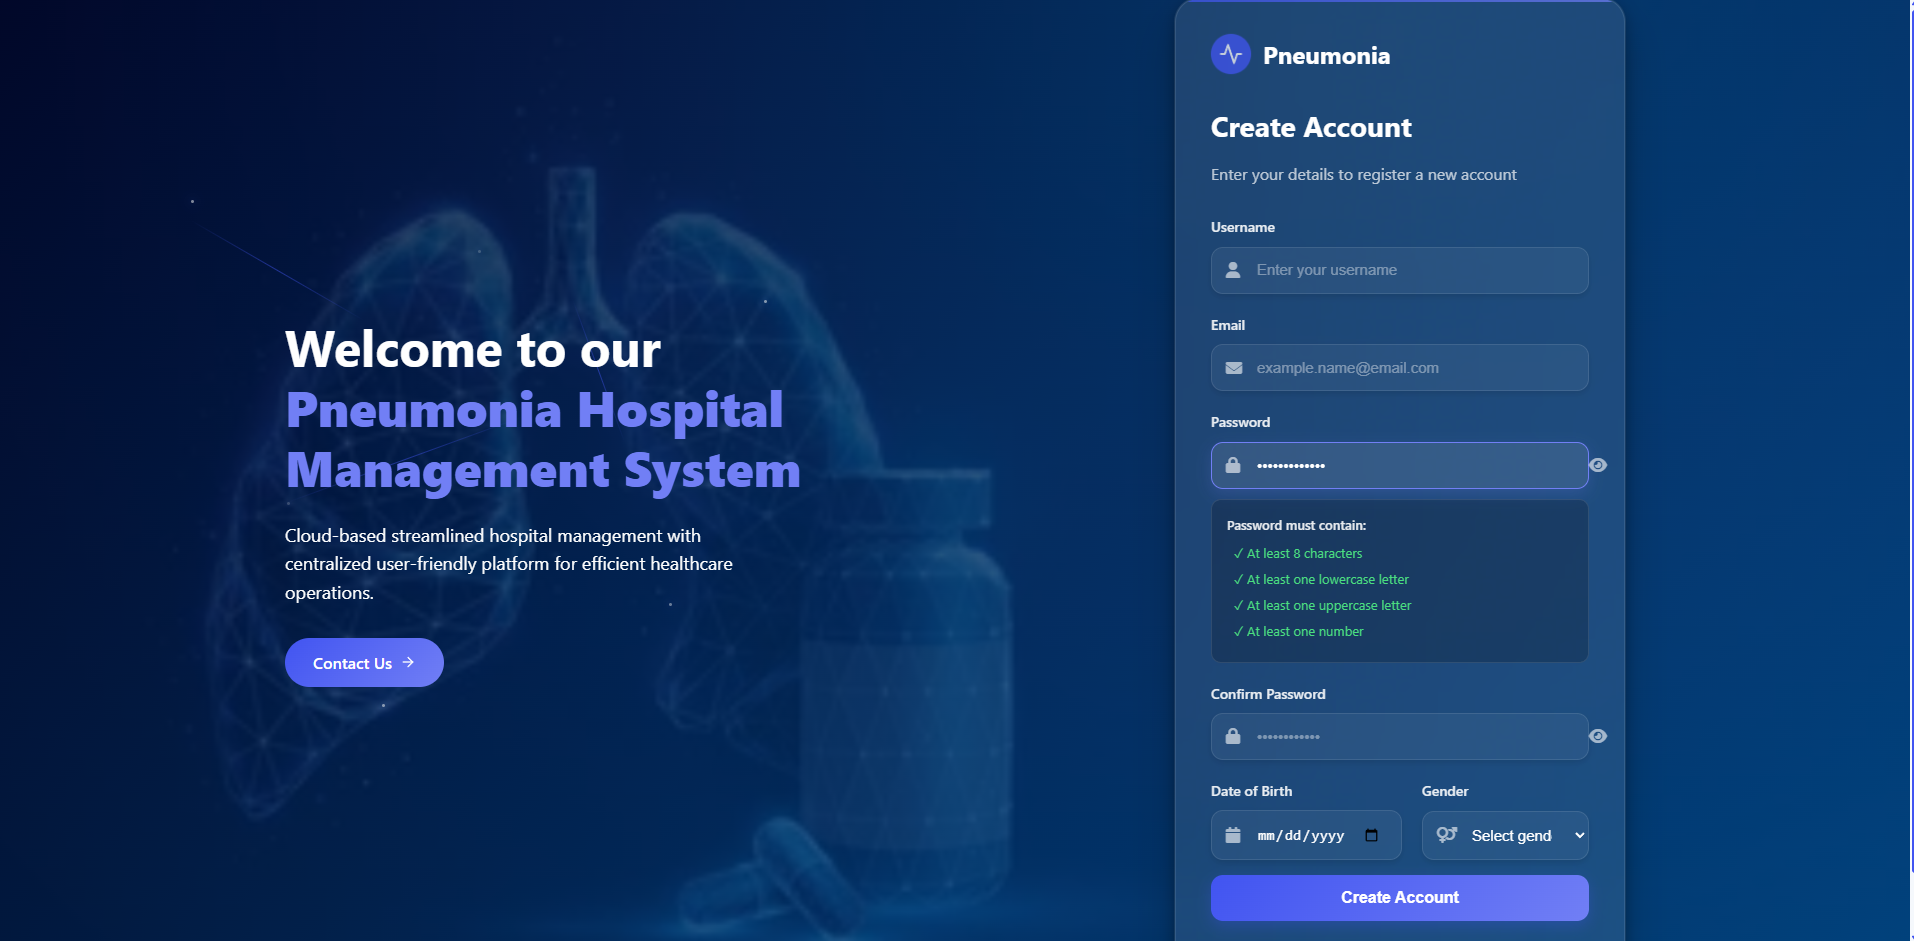 Welcome to our
Pneumonia Hospital
Management System
Cloud-based streamlined hospital management with
centralized user-friendly platform for efficient healthcare
operations.
Contact Us →
Pneumonia
Create Account
Enter your details to register a new account
Username
Enter your username
Email
example.name@email.com
Password
•••••••••••••
Password must contain:
✓ At least 8 characters
✓ At least one lowercase letter
✓ At least one uppercase letter
✓ At least one number
Confirm Password
••••••••••••
Date of Birth
Gender
mm/dd/yyyy
Select gend
Create Account